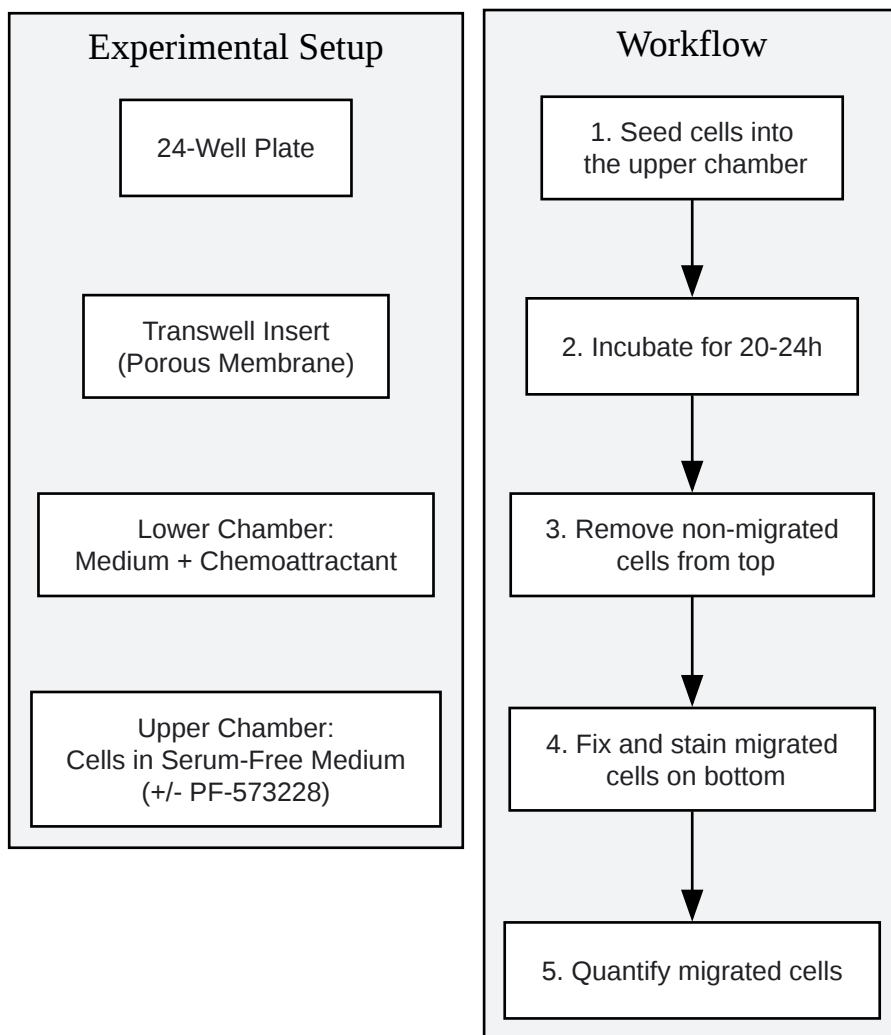 Experimental Setup
24-Well Plate
Transwell Insert
(Porous Membrane)
Lower Chamber:
Medium + Chemoattractant
Upper Chamber:
Cells in Serum-Free Medium
(+/- PF-573228)
Workflow
1. Seed cells into
the upper chamber
2. Incubate for 20-24h
3. Remove non-migrated
cells from top
4. Fix and stain migrated
cells on bottom
5. Quantify migrated cells